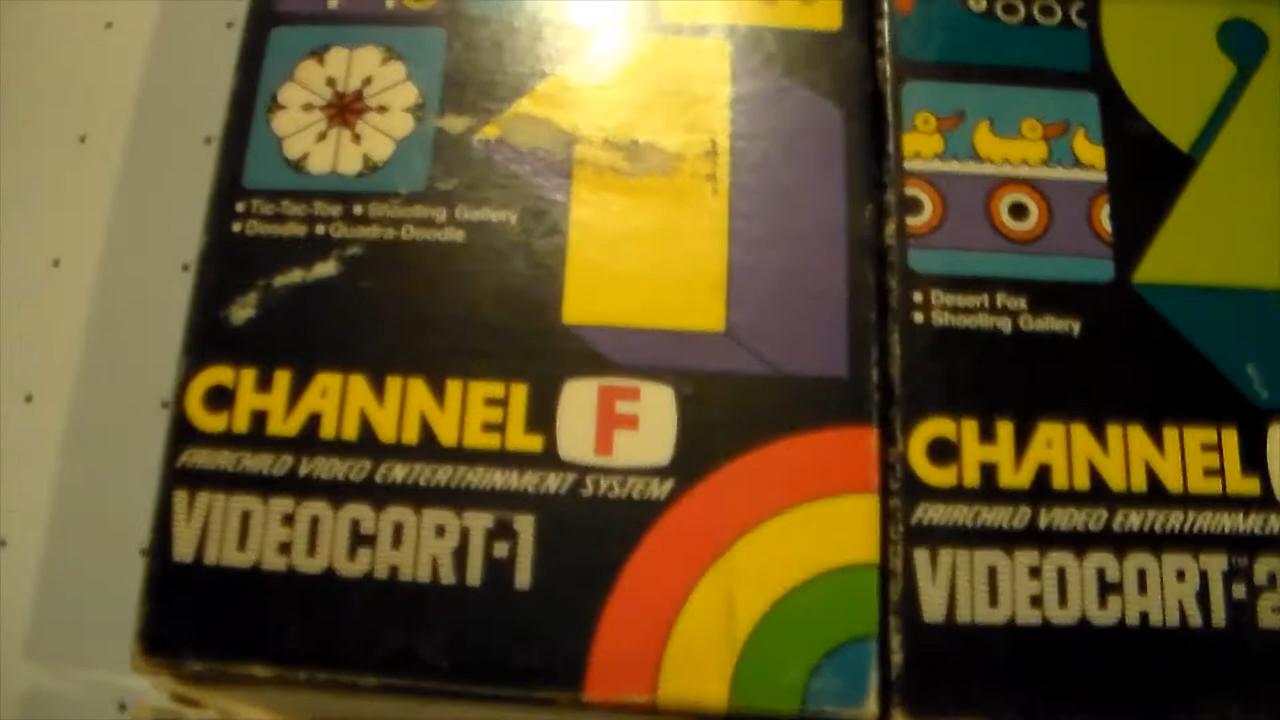 • Tic-Tac-Toe • Shooting Gallery
• Doodle • Quadra-Doodle
CHANNEL F
FAIRCHILD VIDEO ENTERTAINMENT SYSTEM
VIDEOCART-1
• Desert Fox
• Shooting Gallery
CHANNEL
FAIRCHILD VIDEO ENTERTAINMEN
VIDEOCART™-2